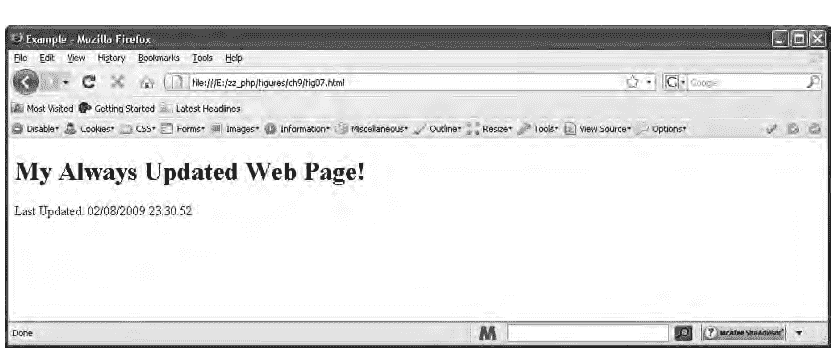 Example - Mozilla Firefox
File Edit View History Bookmarks Tools Help
file:///E:/zz_php/figures/ch9/fig07.html
Google
Most Visited Getting Started Latest Headlines
Disable Cookies CSS Forms Images Information Miscellaneous Outline Resize Tools View Source Options
My Always Updated Web Page!
Last Updated: 02/08/2009 23:30:52
Done
McAfee SiteAdvisor